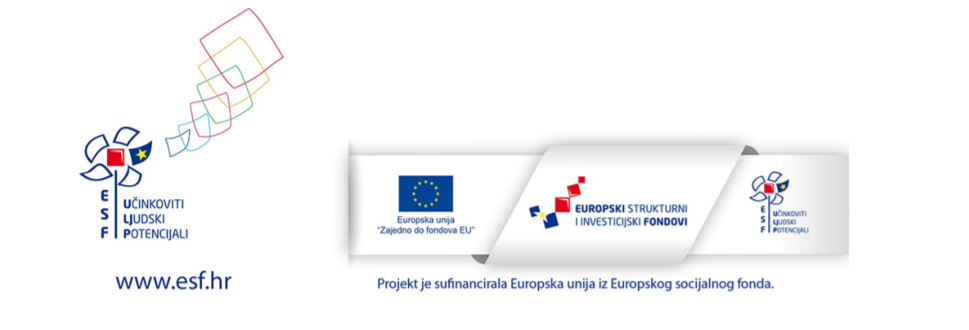 ESF
UČINKOVITI
LJUDSKI
POTENCIJALI
www.esf.hr
Europska unija
"Zajedno do fondova EU"
EUROPSKI STRUKTURNI
I INVESTICIJSKI FONDOVI
ESF
UČINKOVITI
LJUDSKI
POTENCIJALI
Projekt je sufinancirala Europska unija iz Europskog socijalnog fonda.